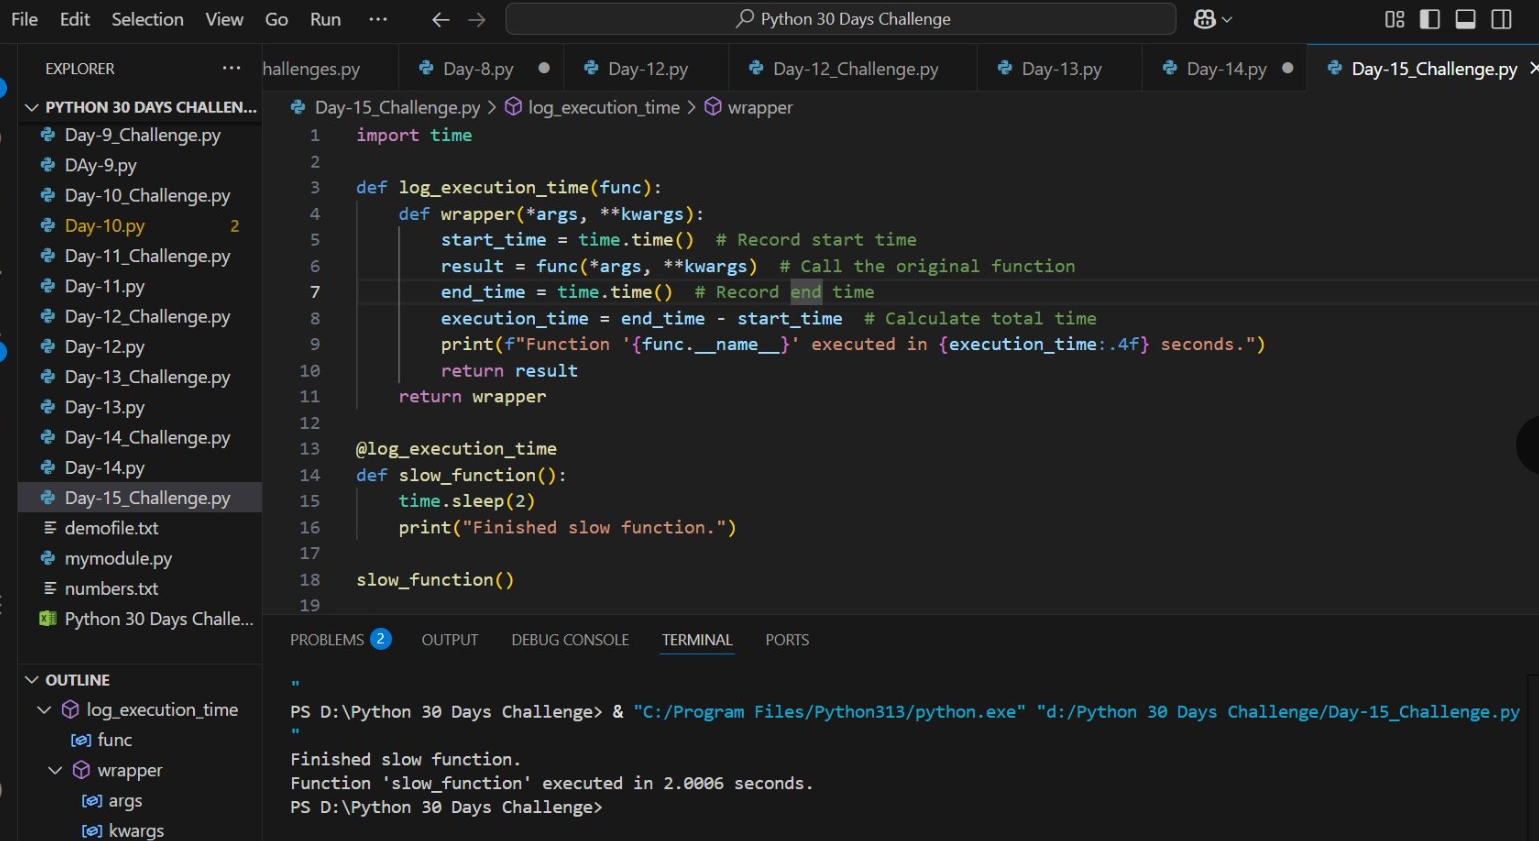 File Edit Selection View Go Run ··· ← → Python 30 Days Challenge
EXPLORER ···
hallenges.py Day-8.py Day-12.py Day-12_Challenge.py Day-13.py Day-14.py Day-15_Challenge.py
PYTHON 30 DAYS CHALLEN...
Day-9_Challenge.py
DAy-9.py
Day-10_Challenge.py
Day-10.py 2
Day-11_Challenge.py
Day-11.py
Day-12_Challenge.py
Day-12.py
Day-13_Challenge.py
Day-13.py
Day-14_Challenge.py
Day-14.py
Day-15_Challenge.py
demofile.txt
mymodule.py
numbers.txt
Python 30 Days Challe...
OUTLINE
log_execution_time
func
wrapper
args
kwargs
Day-15_Challenge.py > log_execution_time > wrapper
1 import time
2
3 def log_execution_time(func):
4 def wrapper(*args, **kwargs):
5 start_time = time.time() # Record start time
6 result = func(*args, **kwargs) # Call the original function
7 end_time = time.time() # Record end time
8 execution_time = end_time - start_time # Calculate total time
9 print(f"Function '{func.__name__}' executed in {execution_time:.4f} seconds.")
10 return result
11 return wrapper
12
13 @log_execution_time
14 def slow_function():
15 time.sleep(2)
16 print("Finished slow function.")
17
18 slow_function()
19
PROBLEMS 2 OUTPUT DEBUG CONSOLE TERMINAL PORTS
"
PS D:\Python 30 Days Challenge> & "C:/Program Files/Python313/python.exe" "d:/Python 30 Days Challenge/Day-15_Challenge.py
"
Finished slow function.
Function 'slow_function' executed in 2.0006 seconds.
PS D:\Python 30 Days Challenge>